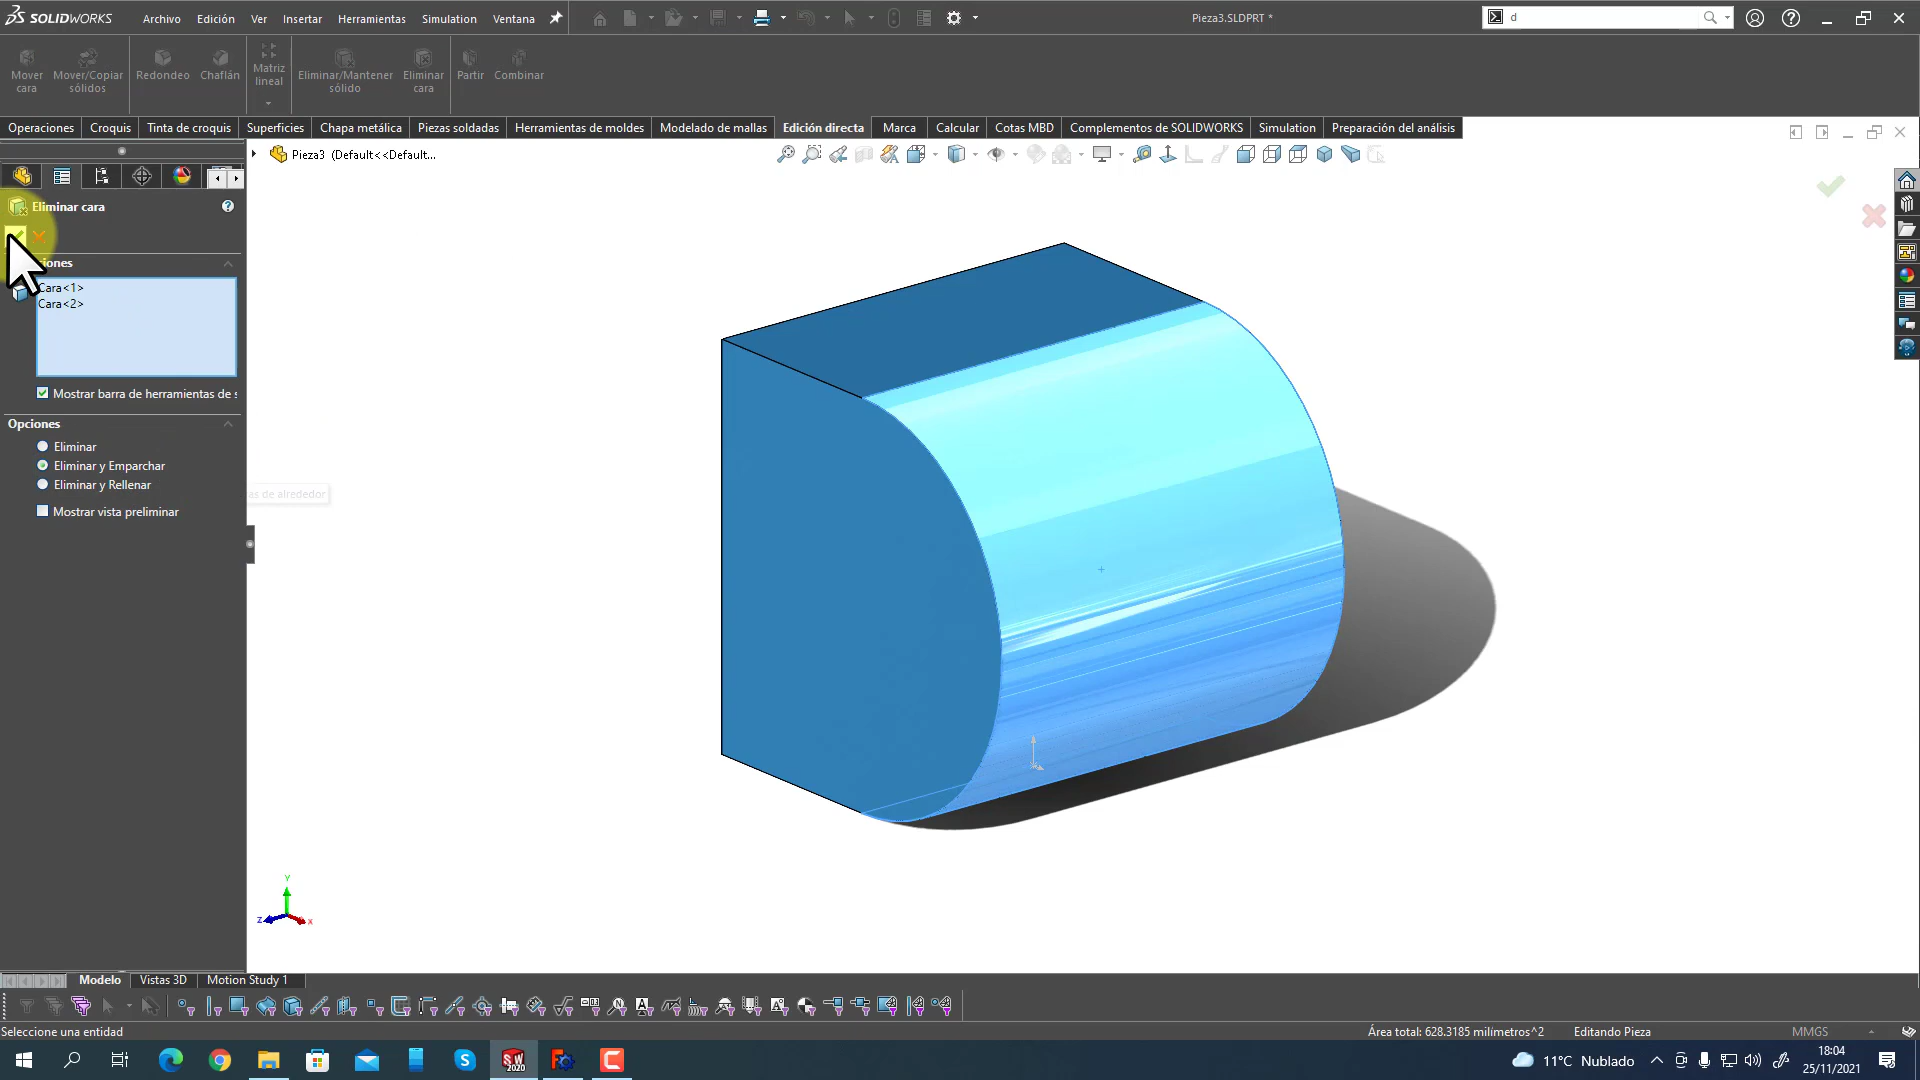 SOLIDWORKS Archivo Edición Ver Insertar Herramientas Simulation Ventana Pieza3.SLDPRT * d
Mover cara
Mover/Copiar sólidos
Redondeo
Chaflán
Matriz lineal
Eliminar/Mantener sólido
Eliminar cara
Partir
Combinar
Operaciones Croquis Tinta de croquis Superficies Chapa metálica Piezas soldadas Herramientas de moldes Modelado de mallas Edición directa Marca Calcular Cotas MBD Complementos de SOLIDWORKS Simulation Preparación del análisis
Pieza3 (Default<<Default...
Eliminar cara
iones
Cara<1>
Cara<2>
Mostrar barra de herramientas de s
Opciones
Eliminar
Eliminar y Emparchar
Eliminar y Rellenar
as de alrededor
Mostrar vista preliminar
Y
Z
X
Modelo Vistas 3D Motion Study 1
Seleccione una entidad Área total: 628.3185 milímetros^2 Editando Pieza MMGS
11°C Nublado
18:04
25/11/2021